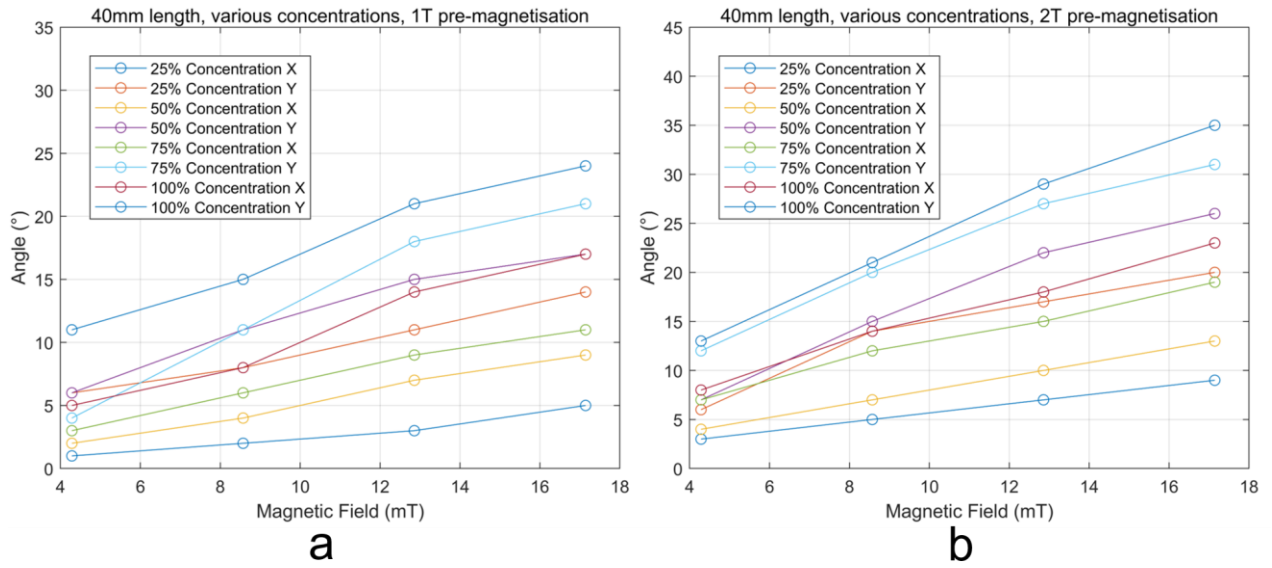 40mm length, various concentrations, 1T pre-magnetisation
35
30
25
20
15
10
5
0
Angle (°)
25% Concentration X
25% Concentration Y
50% Concentration X
50% Concentration Y
75% Concentration X
75% Concentration Y
100% Concentration X
100% Concentration Y
4 6 8 10 12 14 16 18
Magnetic Field (mT)
a
40mm length, various concentrations, 2T pre-magnetisation
45
40
35
30
25
20
15
10
5
0
Angle (°)
25% Concentration X
25% Concentration Y
50% Concentration X
50% Concentration Y
75% Concentration X
75% Concentration Y
100% Concentration X
100% Concentration Y
4 6 8 10 12 14 16 18
Magnetic Field (mT)
b